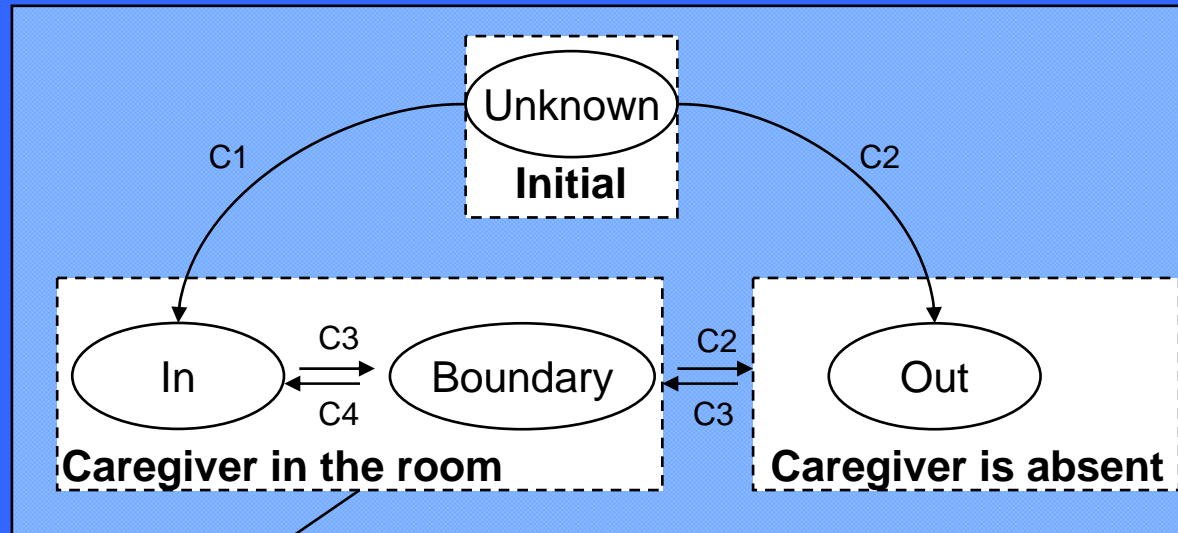 Unknown
Initial
C1
C2
In
C3
C4
Boundary
C2
C3
Out
Caregiver in the room
Caregiver is absent